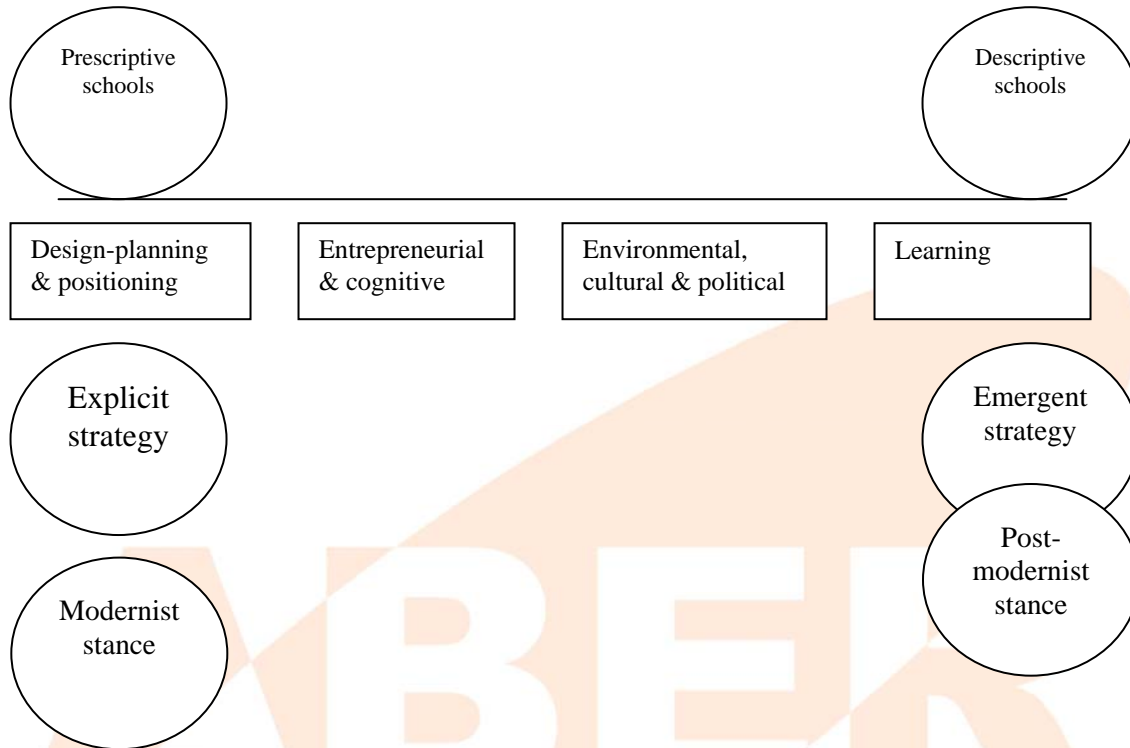 Prescriptive
schools
Descriptive
schools
Design-planning
& positioning
Entrepreneurial
& cognitive
Environmental,
cultural & political
Learning
Explicit
strategy
Emergent
strategy
Modernist
stance
Post-
modernist
stance
ABER